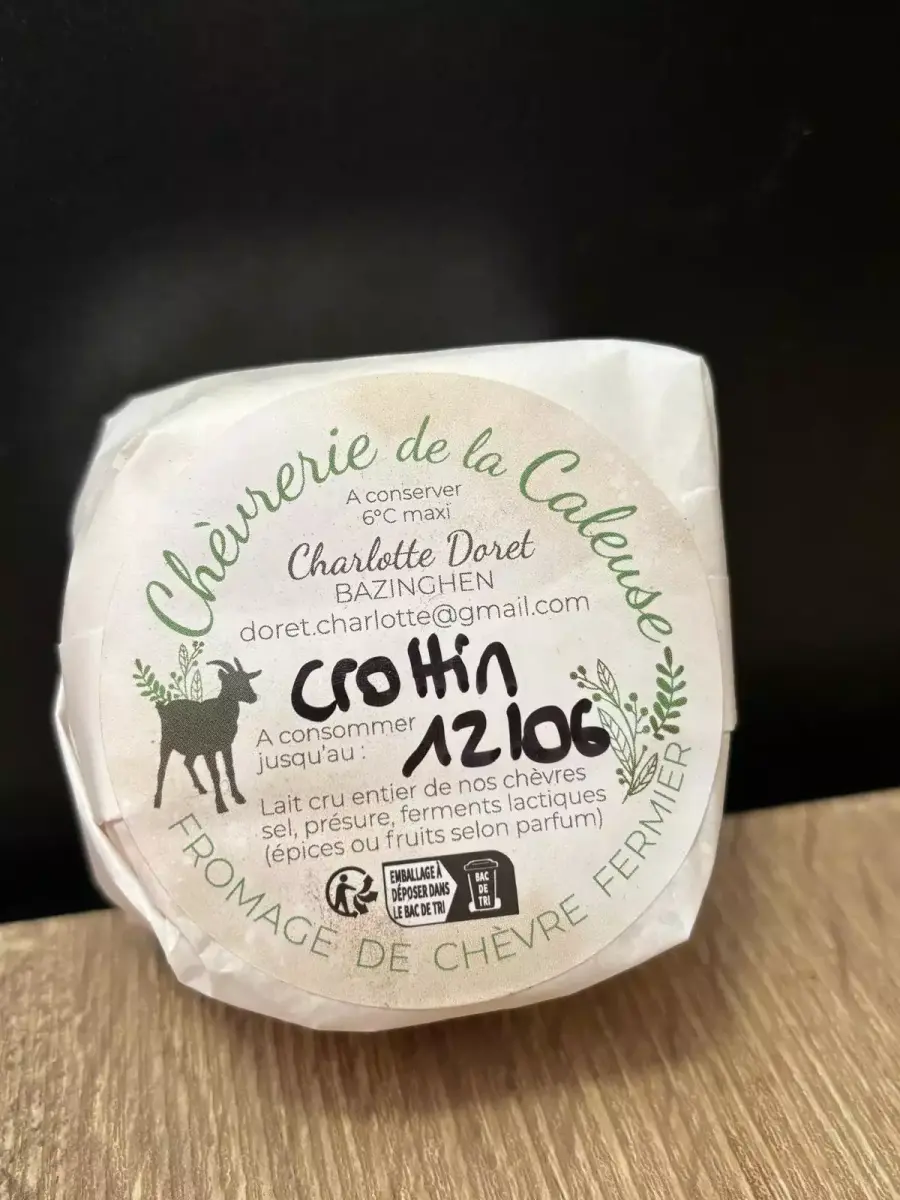 Chèvrerie de la Caleuse
A conserver
6°C maxi
Charlotte Doret
BAZINGHEN
doret.charlotte@gmail.com
crottin
A consommer
jusqu'au : 12/06
Lait cru entier de nos chèvres
sel, présure, ferments lactiques
(épices ou fruits selon parfum)
EMBALLAGE À
DÉPOSER DANS
LE BAC DE TRI
BAC
DE
TRI
FROMAGE DE CHÈVRE FERMIER